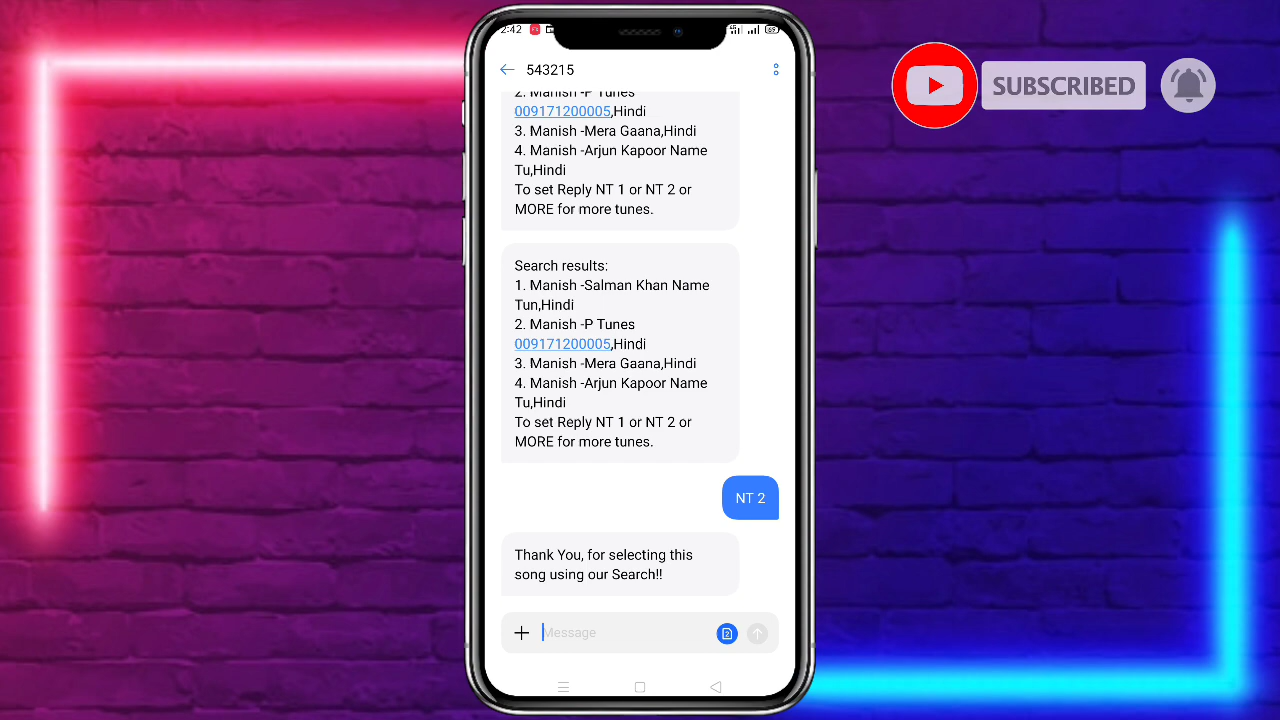 2:42
543215
SUBSCRIBED
2. Manish -P Tunes
009171200005,Hindi
3. Manish -Mera Gaana,Hindi
4. Manish -Arjun Kapoor Name
Tu,Hindi
To set Reply NT 1 or NT 2 or
MORE for more tunes.
Search results:
1. Manish -Salman Khan Name
Tun,Hindi
2. Manish -P Tunes
009171200005,Hindi
3. Manish -Mera Gaana,Hindi
4. Manish -Arjun Kapoor Name
Tu,Hindi
To set Reply NT 1 or NT 2 or
MORE for more tunes.
NT 2
Thank You, for selecting this
song using our Search!!
Message
2